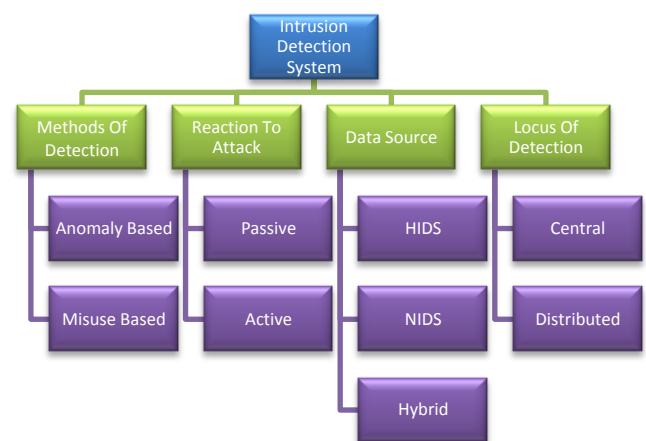 Intrusion
Detection
System
Methods Of
Detection
Reaction To
Attack
Data Source
Locus Of
Detection
Anomaly Based
Passive
HIDS
Central
Misuse Based
Active
NIDS
Distributed
Hybrid